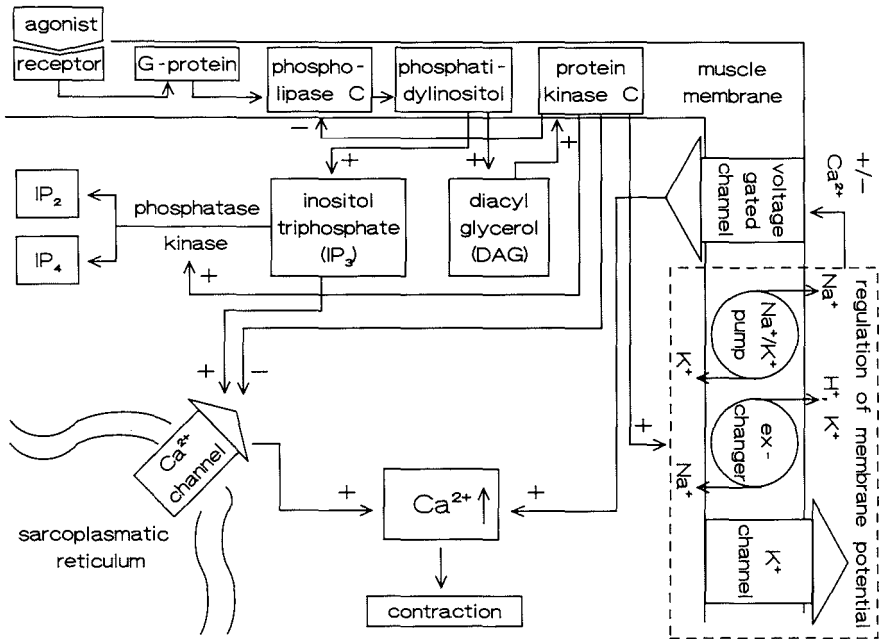 agonist
receptor
G-protein
phospho-
lipase C
phosphati-
dylinositol
protein
kinase C
muscle
membrane
−
+
+
+
IP₂
IP₄
phosphatase
kinase
+
inositol
triphosphate
(IP₃)
diacyl
glycerol
(DAG)
voltage
gated
channel
+/−
Ca²⁺
regulation of membrane potential
Na⁺
Na⁺/K⁺
pump
K⁺
H⁺, K⁺
ex-
changer
Na⁺
K⁺
channel
+
−
+
Ca²⁺
channel
sarcoplasmatic
reticulum
+
Ca²⁺↑
+
contraction